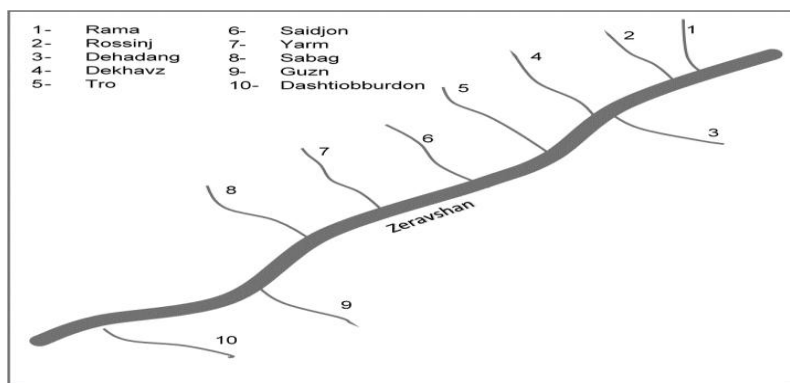 1- Rama 6- Saidjon
2- Rossinj 7- Yarm
3- Dehadang 8- Sabag
4- Dekhavz 9- Guzn
5- Tro 10- Dashtiobburdon
1
2
3
4
5
6
7
8
Zeravshan
9
10